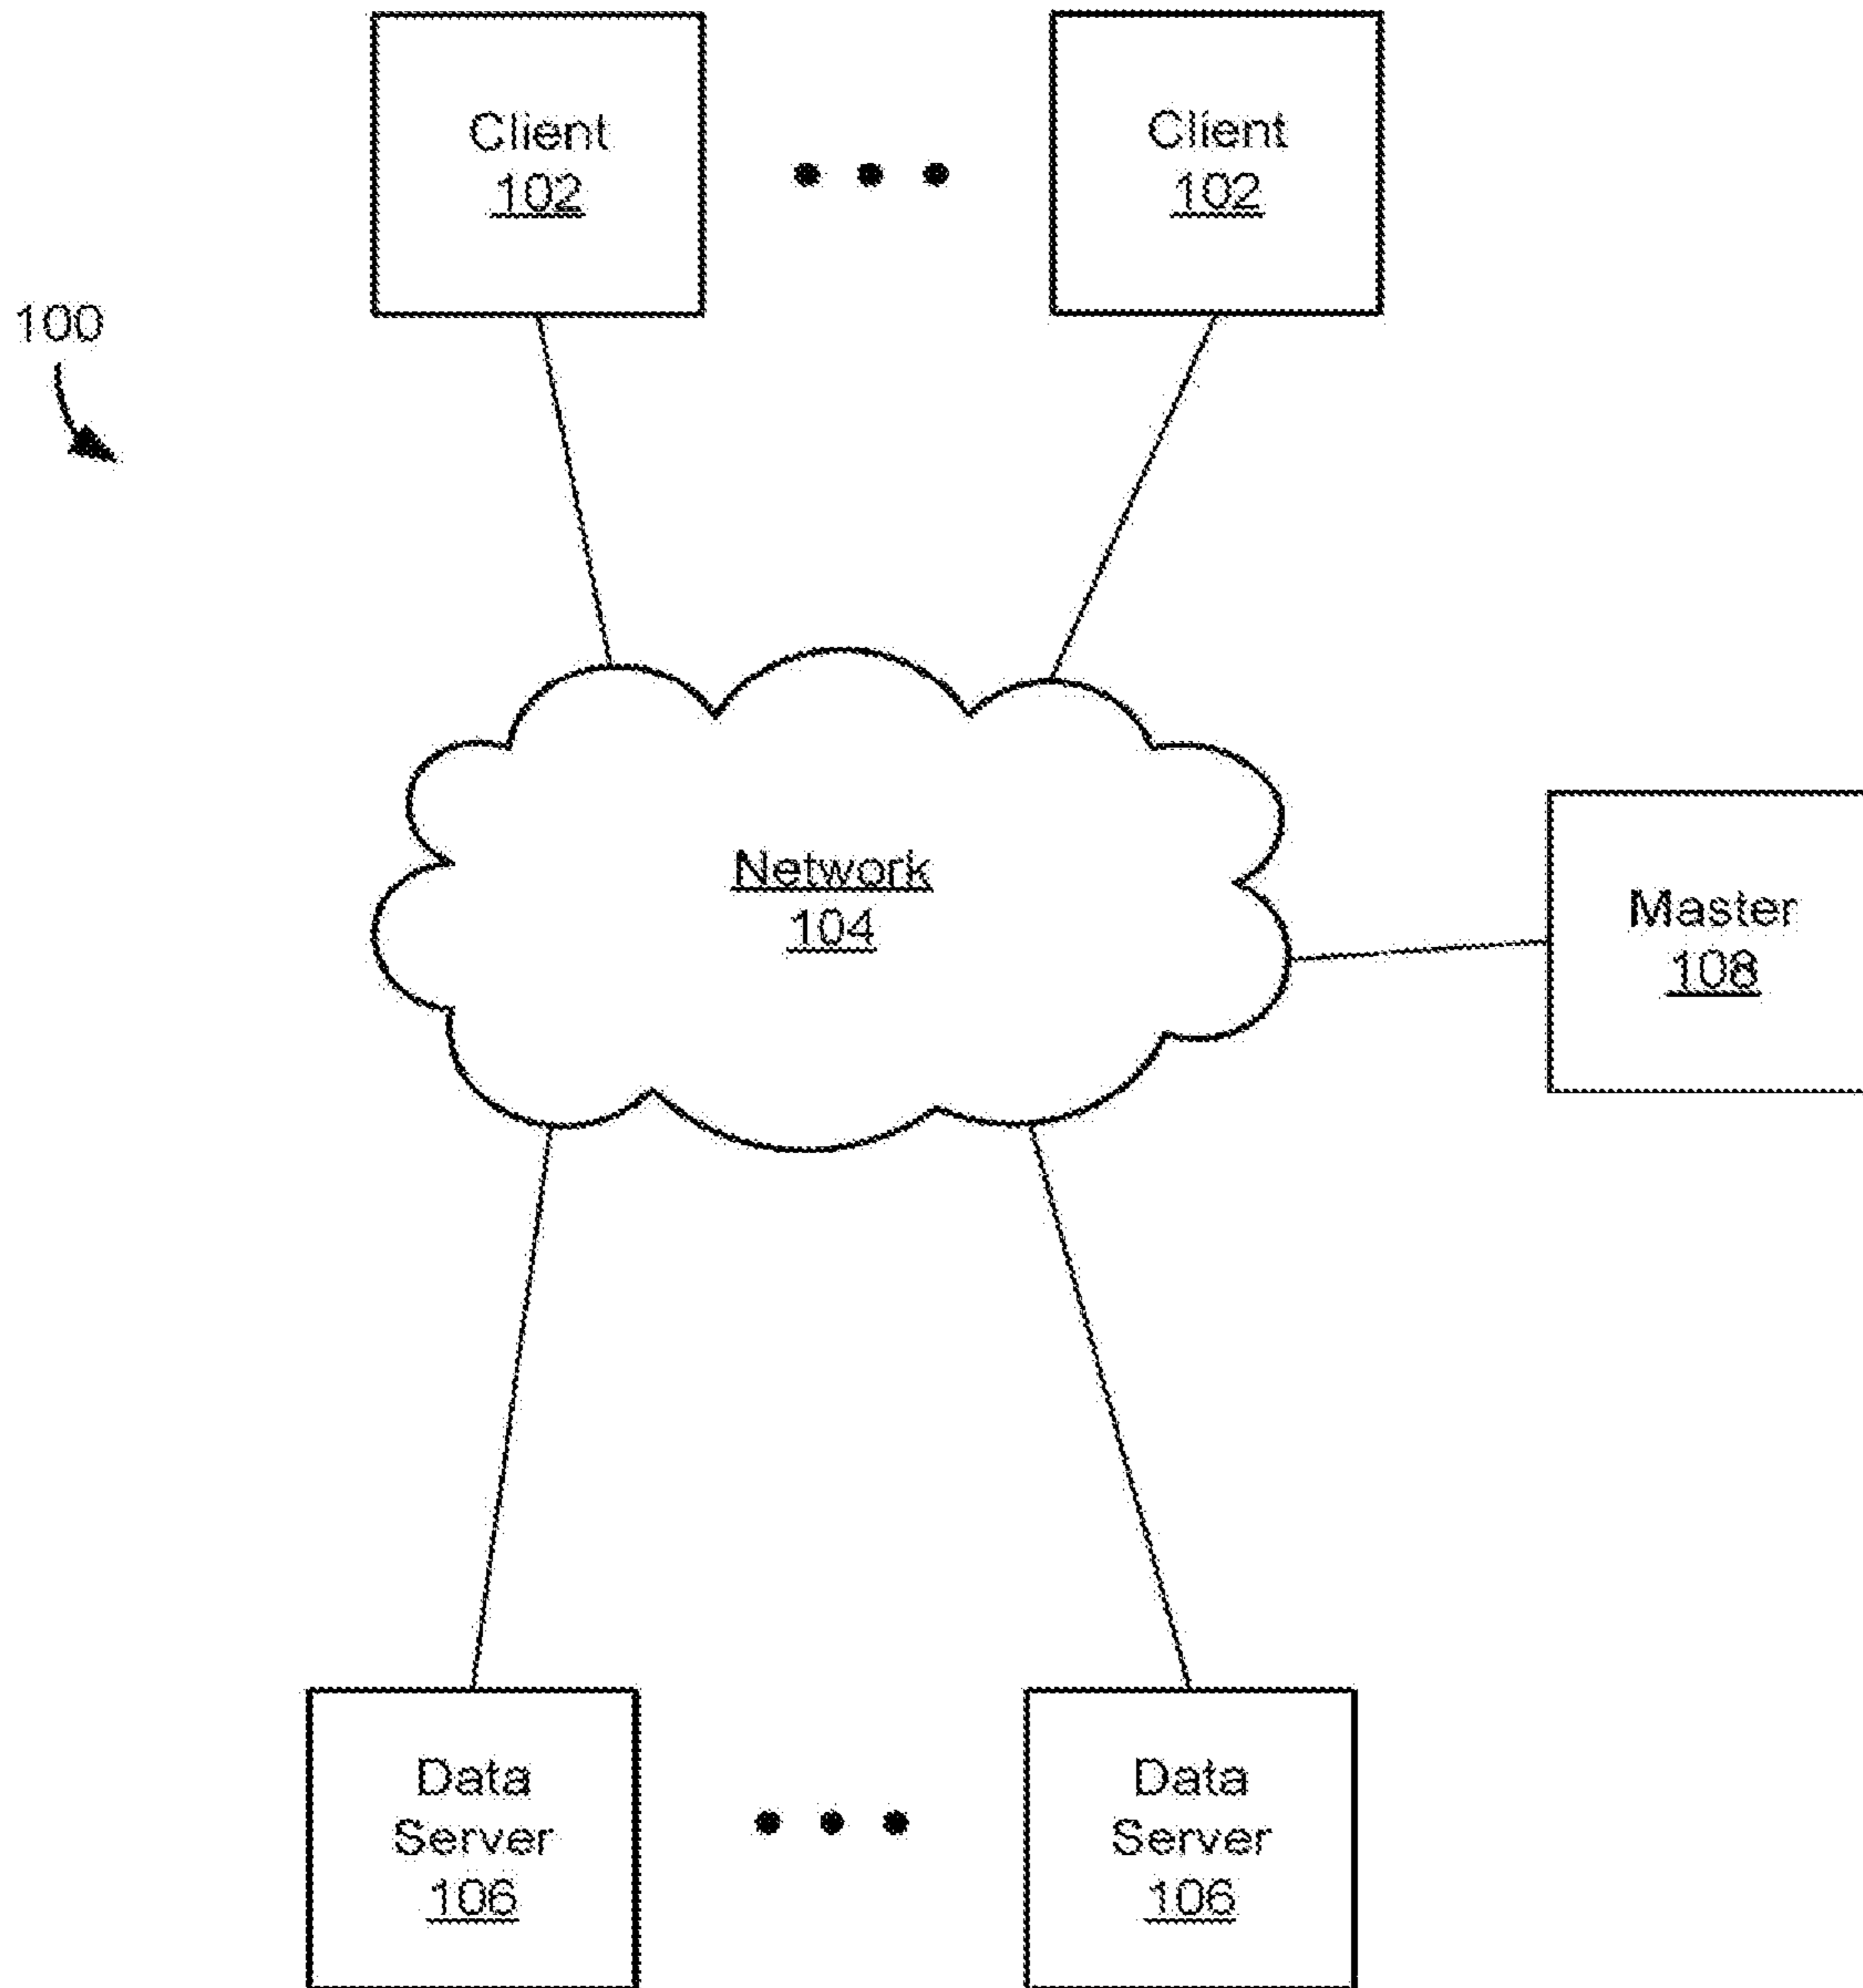 Client
102
Client
102
100
Network
104
Master
108
Data
Server
106
Data
Server
106